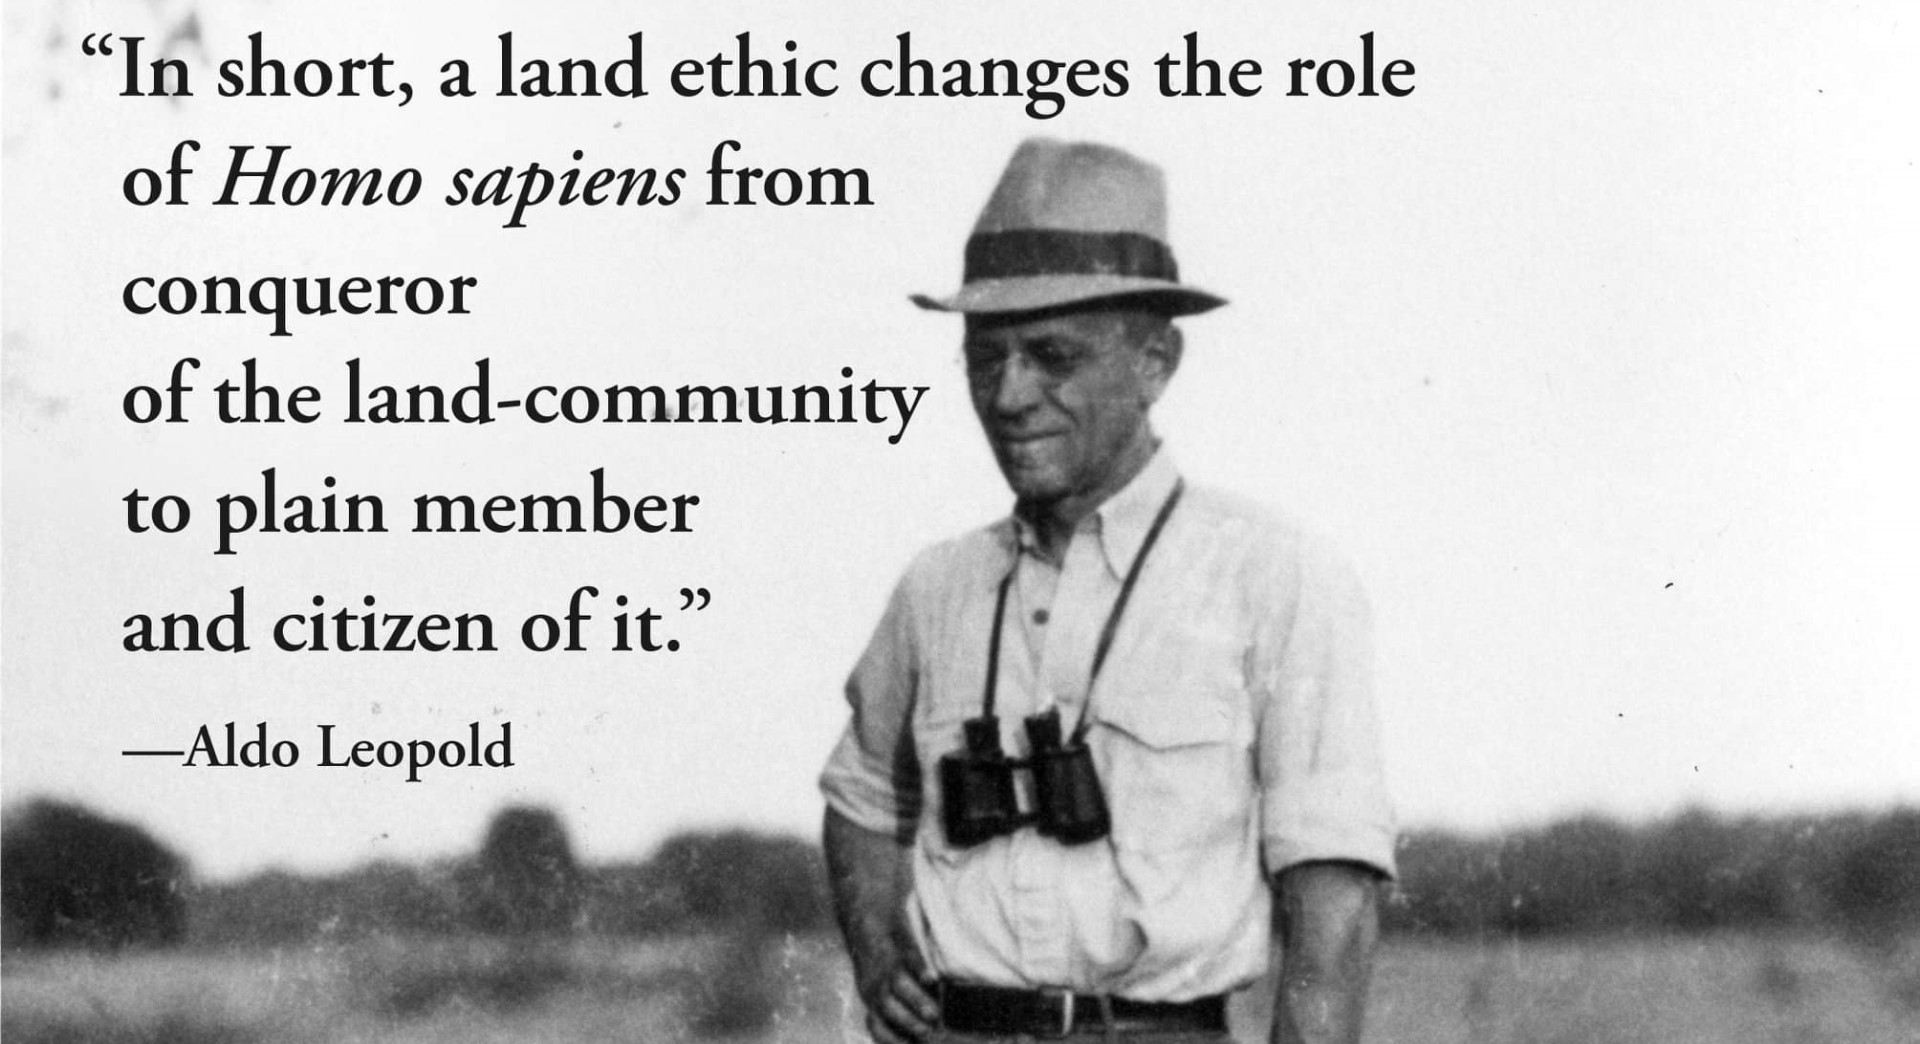 “In short, a land ethic changes the role
of Homo sapiens from
conqueror
of the land-community
to plain member
and citizen of it.”
—Aldo Leopold